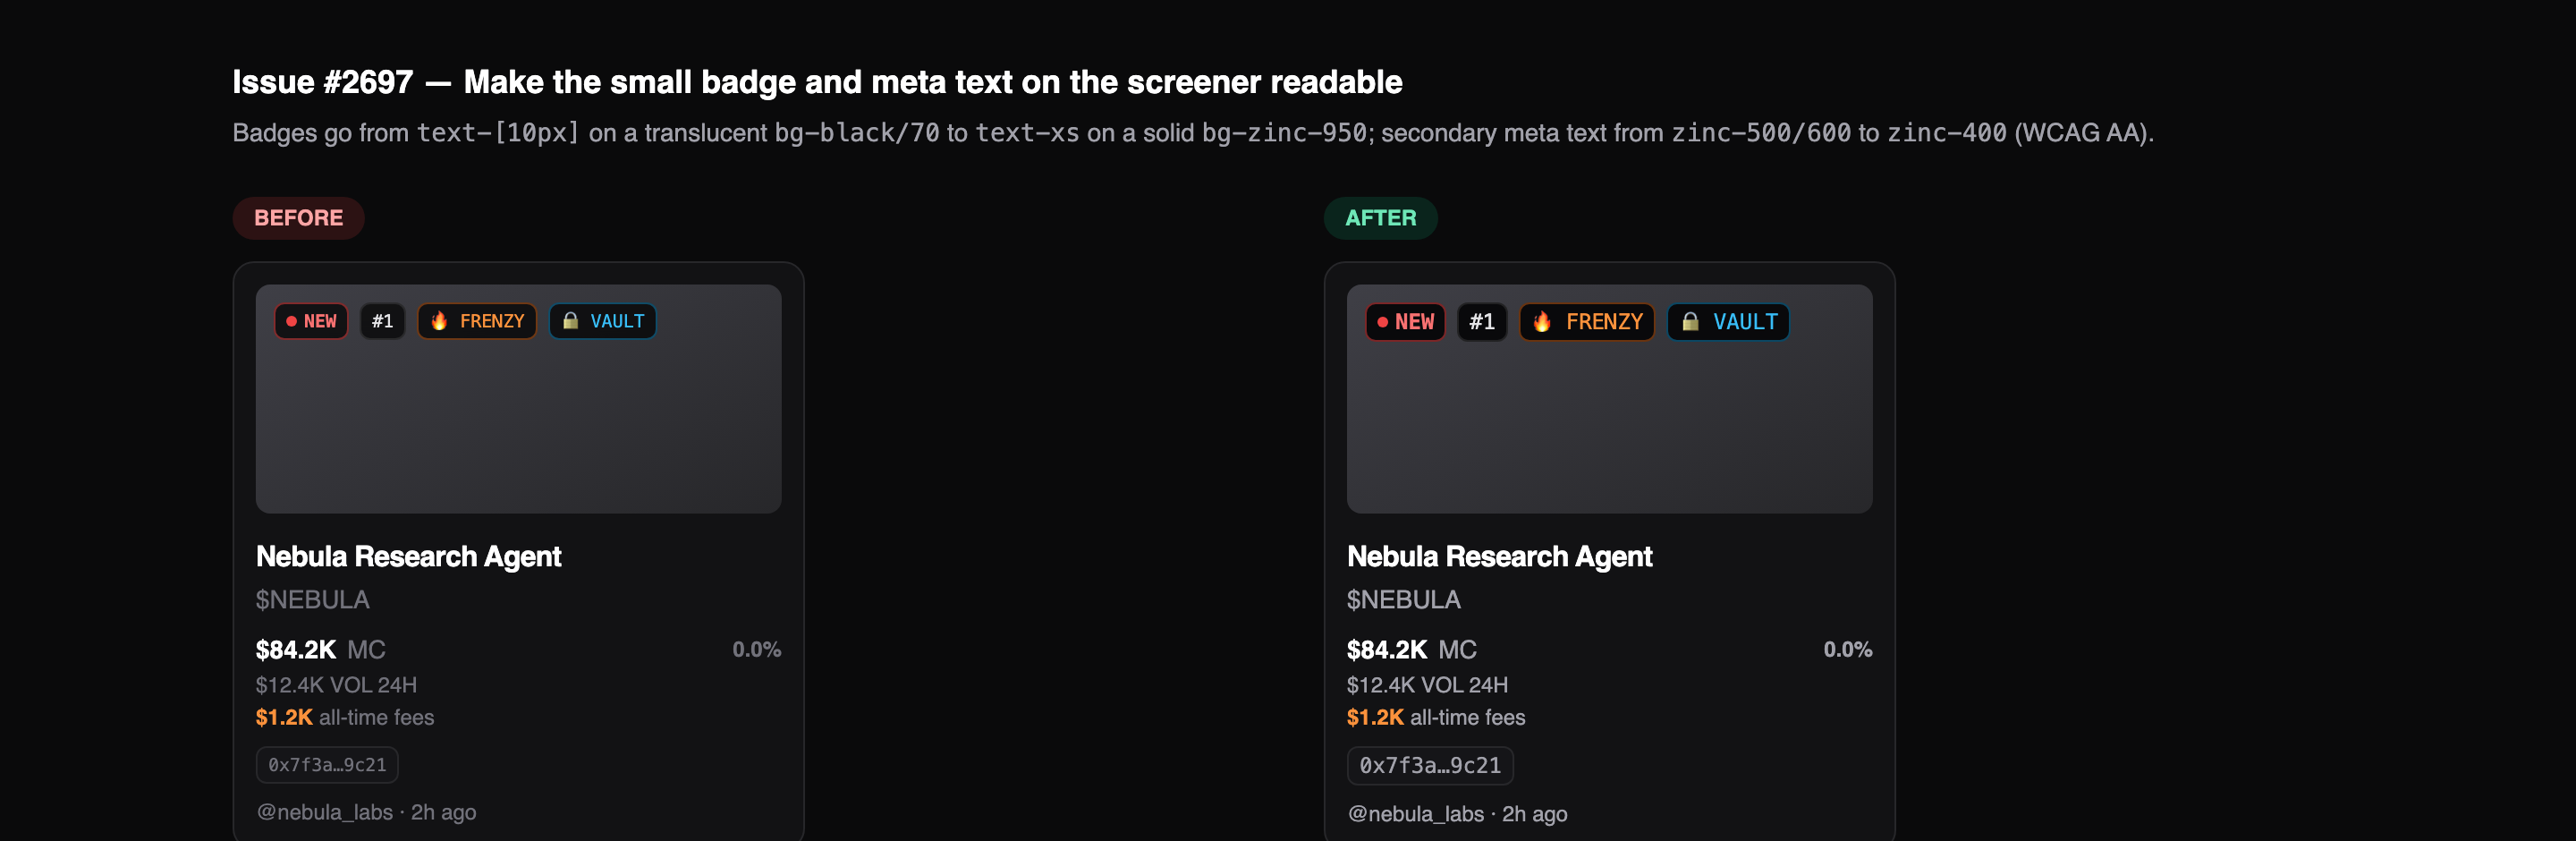 Issue #2697 — Make the small badge and meta text on the screener readable
Badges go from text-[10px] on a translucent bg-black/70 to text-xs on a solid bg-zinc-950; secondary meta text from zinc-500/600 to zinc-400 (WCAG AA).
BEFORE
NEW #1 🔥 FRENZY 🔒 VAULT
Nebula Research Agent
$NEBULA
$84.2K MC 0.0%
$12.4K VOL 24H
$1.2K all-time fees
0x7f3a…9c21
@nebula_labs · 2h ago
AFTER
NEW #1 🔥 FRENZY 🔒 VAULT
Nebula Research Agent
$NEBULA
$84.2K MC 0.0%
$12.4K VOL 24H
$1.2K all-time fees
0x7f3a…9c21
@nebula_labs · 2h ago